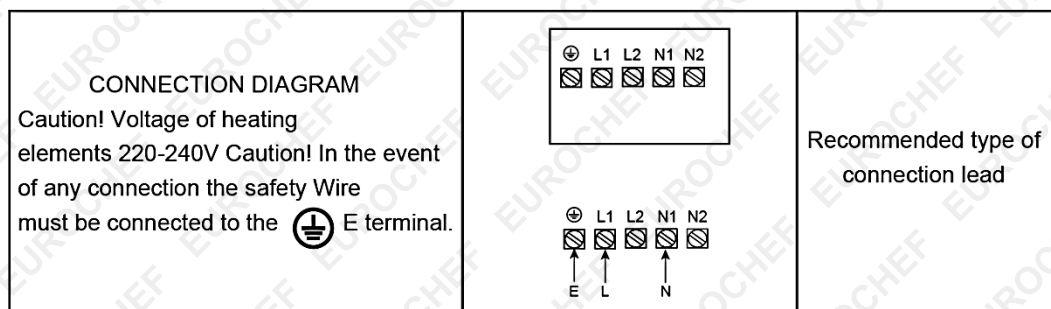 CONNECTION DIAGRAM
Caution! Voltage of heating
elements 220-240V Caution! In the event
of any connection the safety Wire
must be connected to the E terminal.
L1 L2 N1 N2
L1 L2 N1 N2
E L N
Recommended type of
connection lead
EUROCHEF